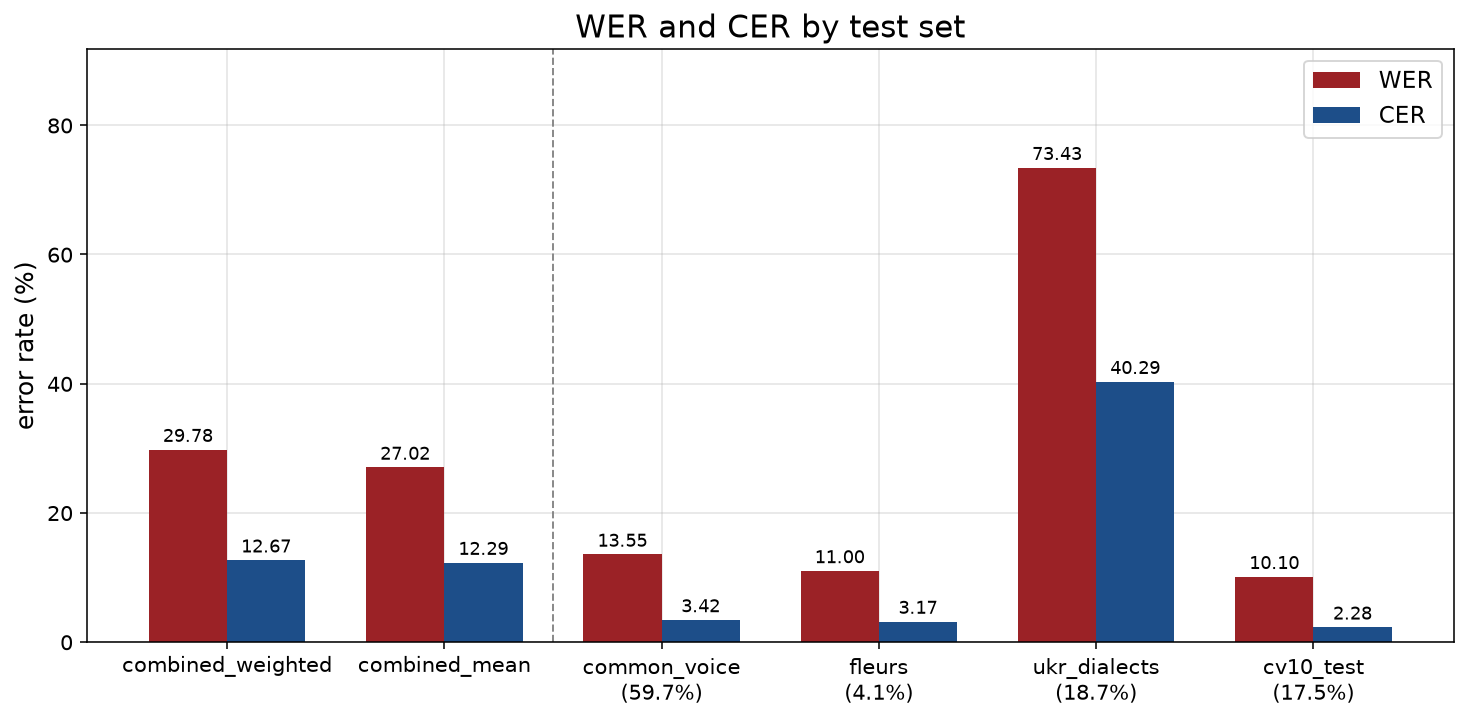 WER and CER by test set
WER
CER
error rate (%)
80
60
40
20
0
29.78
12.67
27.02
12.29
13.55
3.42
11.00
3.17
73.43
40.29
10.10
2.28
combined_weighted
combined_mean
common_voice
(59.7%)
fleurs
(4.1%)
ukr_dialects
(18.7%)
cv10_test
(17.5%)